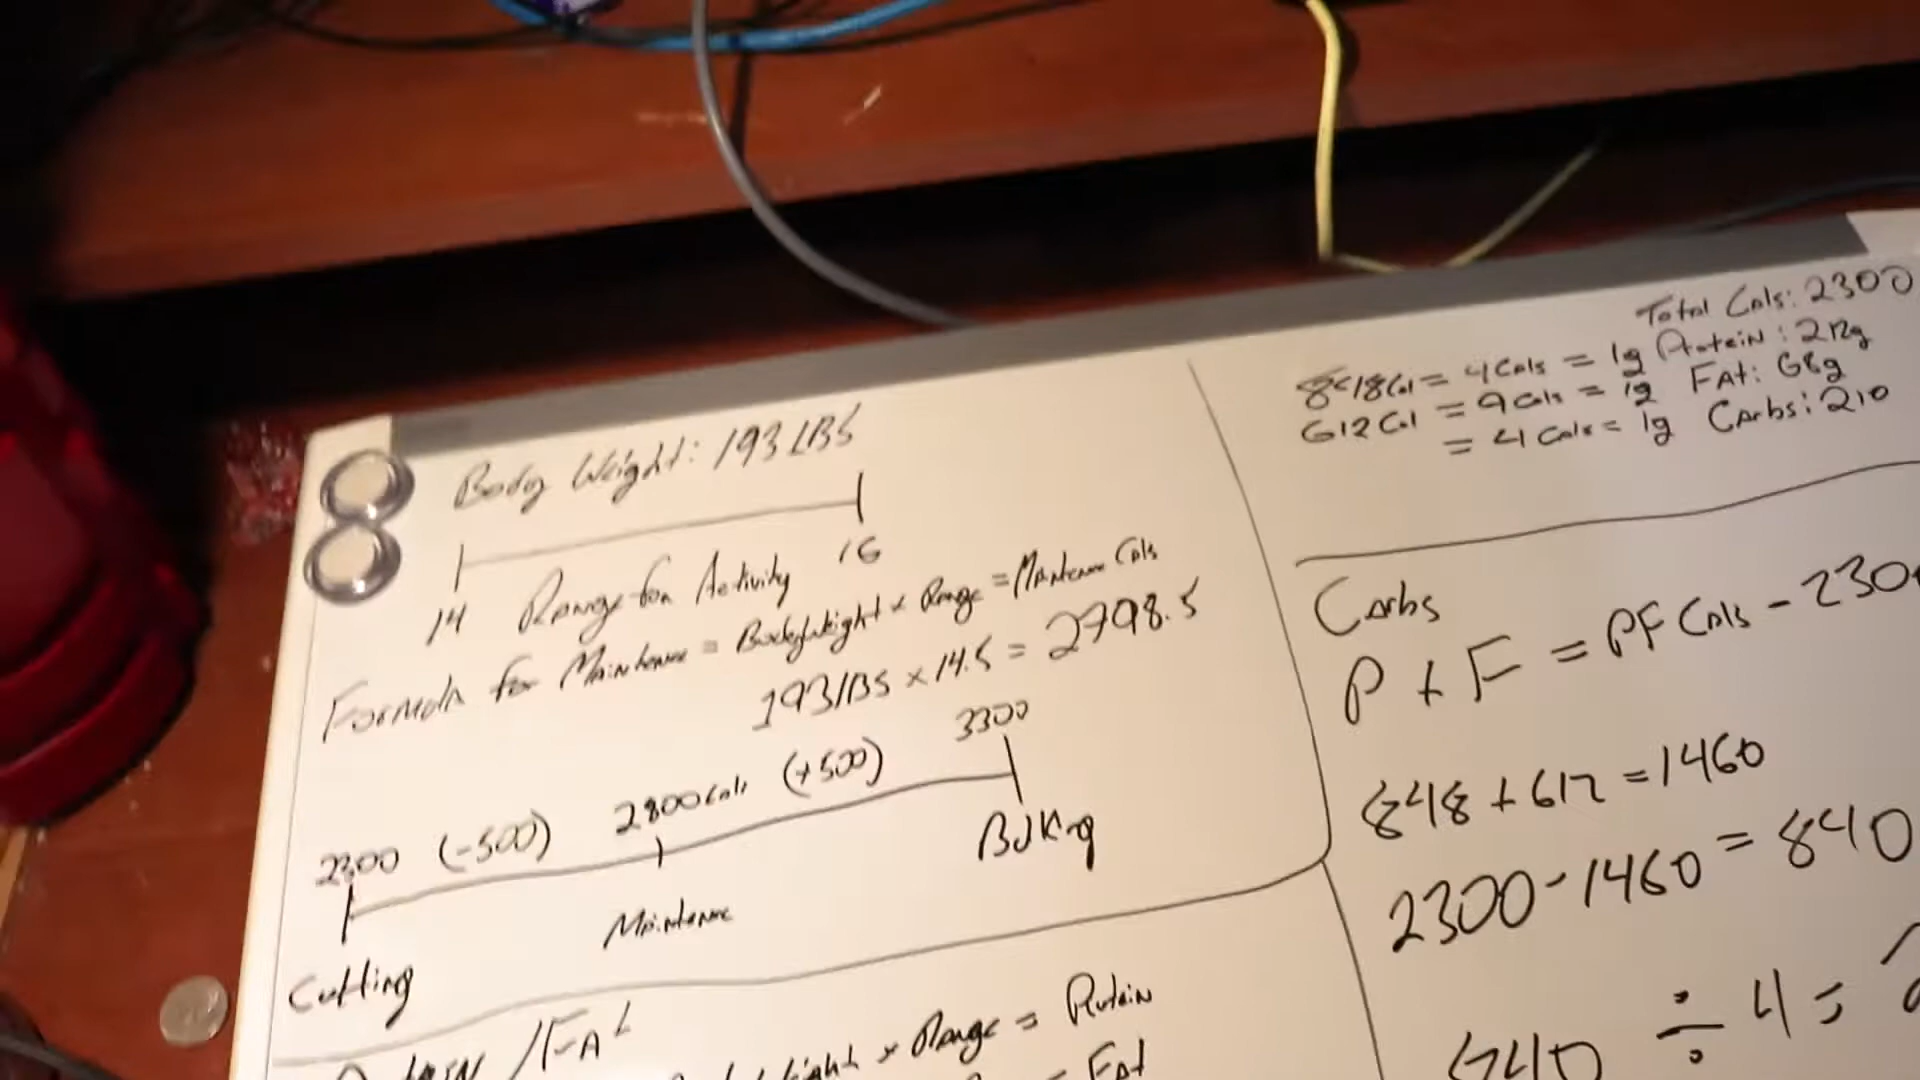 Body Weight: 193 LBS
14 Range for Activity 16
Formula for Maintenance = Bodyweight x Range = Maintenance Cals
193 lBS x 14.5 = 2798.5
2300 (-500) 2800 Cals (+500) 3300
Cutting Maintenance Bulking
/FAt
x Range = Protein
= Fat
Total Cals: 2300
848 Cal = 4 Cals = 1g Protein: 212g
612 Cal = 9 Cals = 1g Fat: 68g
= 4 Cals = 1g Carbs: 210
Carbs
P + F = PF Cals - 230
848 + 612 = 1460
2300 - 1460 = 840
840 ÷ 4 =